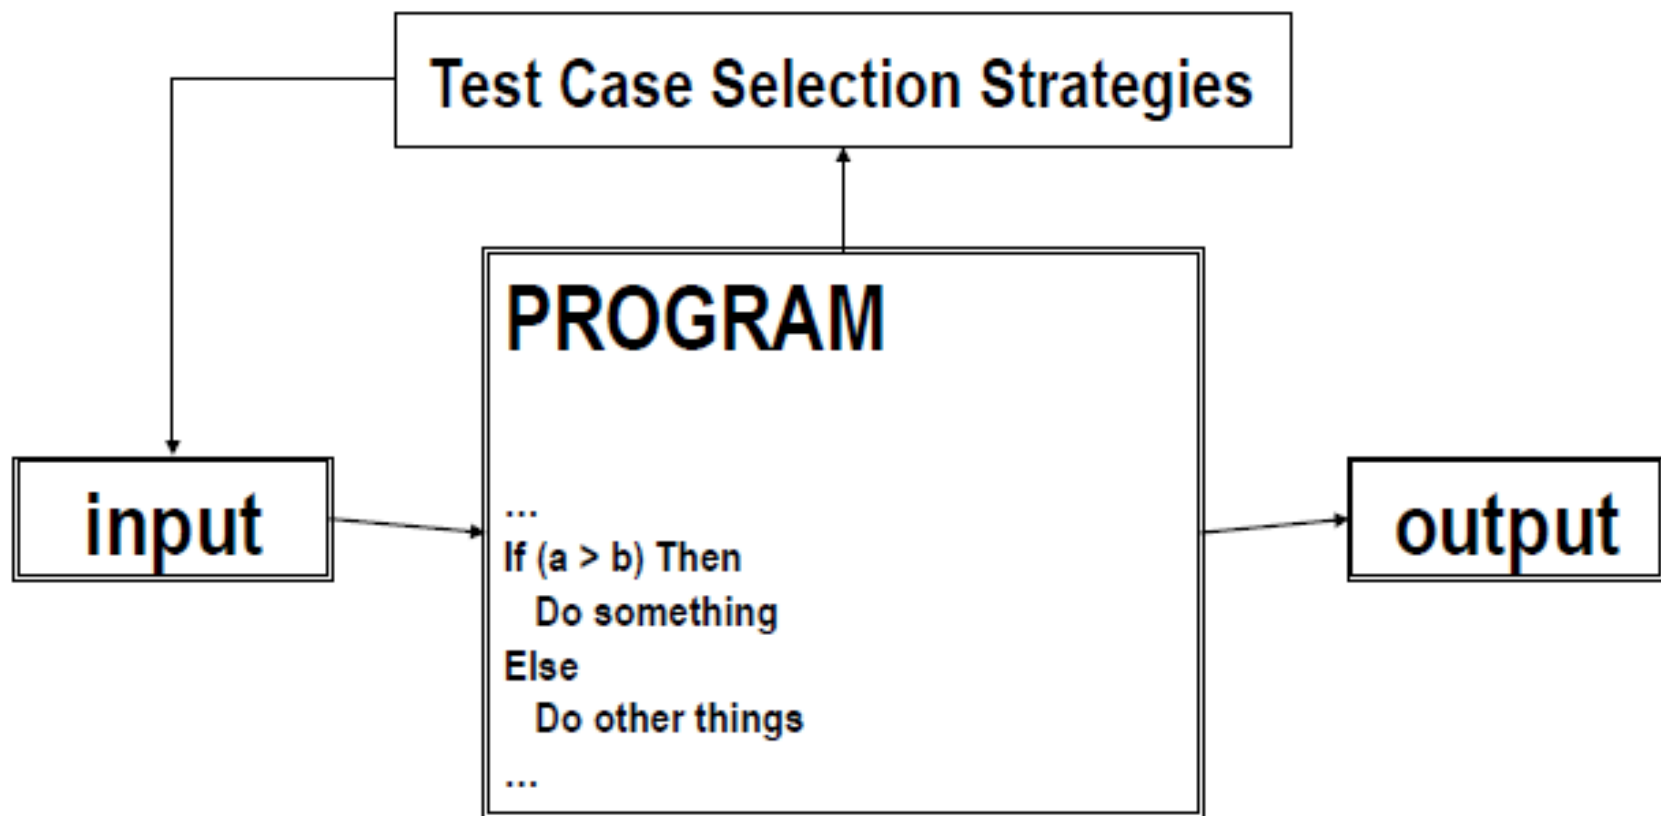 Test Case Selection Strategies
PROGRAM
...
If (a > b) Then
Do something
Else
Do other things
...
input
output